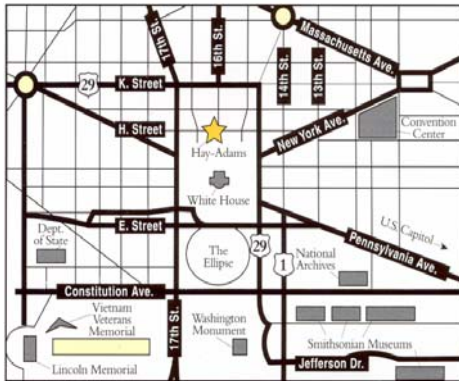 17th St.
16th St.
Massachusetts Ave.
14th St.
13th St.
29
K. Street
H. Street
New York Ave.
Convention
Center
Hay-Adams
White House
E. Street
Dept.
of State
The
Ellipse
29
1
U.S. Capitol
Pennsylvania Ave.
National
Archives
Constitution Ave.
Vietnam
Veterans
Memorial
17th St.
Washington
Monument
Smithsonian Museums
Lincoln Memorial
Jefferson Dr.